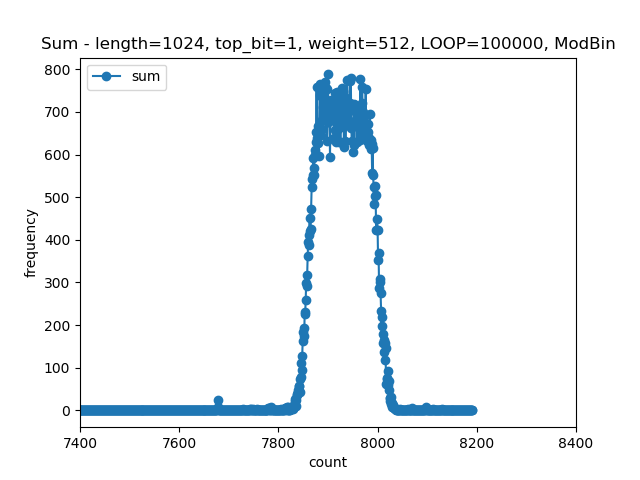 Sum - length=1024, top_bit=1, weight=512, LOOP=100000, ModBin
sum
800
700
600
500
400
300
200
100
0
frequency
7400 7600 7800 8000 8200 8400
count